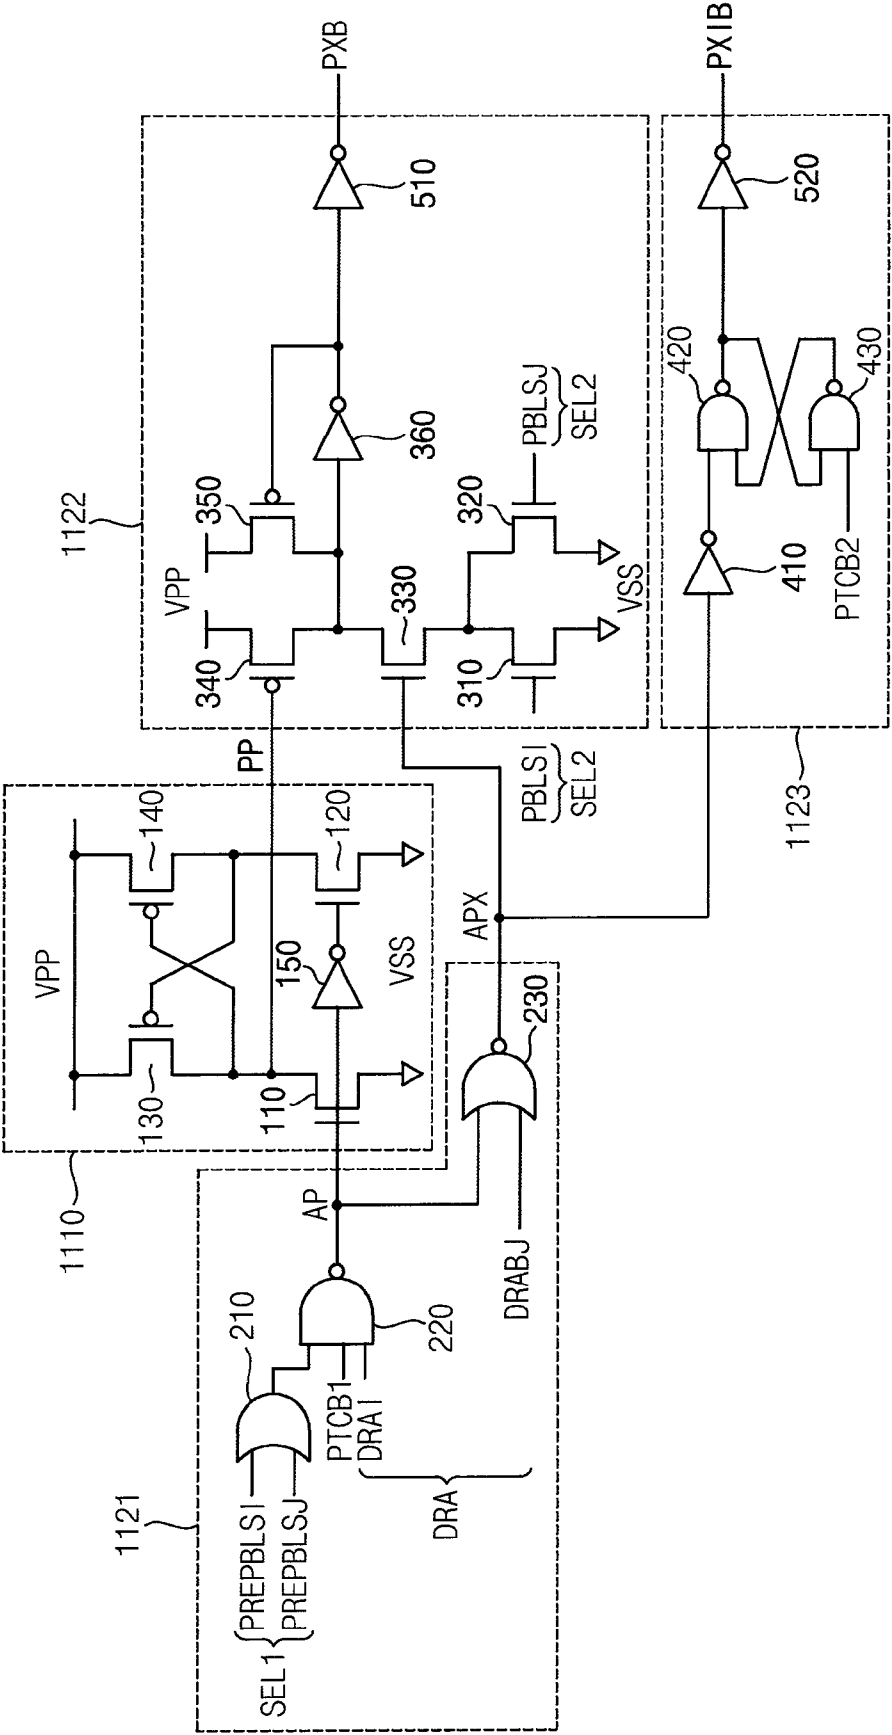 1121
SEL1
PREPBLSI
PREPBLSJ
210
PTCB1
DRAI
DRA
220
AP
DRABJ
230
APX
1110
VPP
130
140
110
150
120
VSS
PP
PBLSI
SEL2
1122
VPP
340
350
330
310
320
VSS
PBLSJ
SEL2
360
510
PXB
1123
410
PTCB2
420
430
520
PXIB